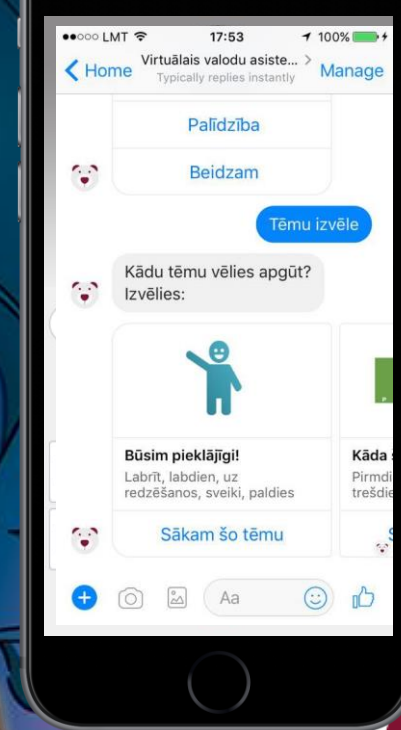 LMT 17:53 100%
Home Virtuālais valodu asiste... > Manage
Typically replies instantly
Palīdzība
Beidzam
Tēmu izvēle
Kādu tēmu vēlies apgūt?
Izvēlies:
Būsim pieklājīgi!
Labrīt, labdien, uz
redzēšanos, sveiki, paldies
Sākam šo tēmu
Kāda
Pirmdi
trešdie
Aa